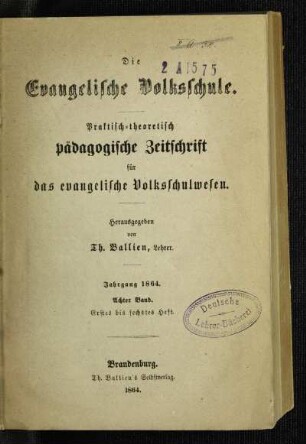 2 A 1575
Die
Evangelische Volksschule.
Praktisch-theoretisch
pädagogische Zeitschrift
für
das evangelische Volksschulwesen.
Herausgegeben
von
Th. Ballien, Lehrer.
Jahrgang 1864.
Achter Band.
Erstes bis sechstes Heft.
Deutsche
Lehrer-Bücherei
Brandenburg.
Th. Ballien's Selbstverlag.
1864.